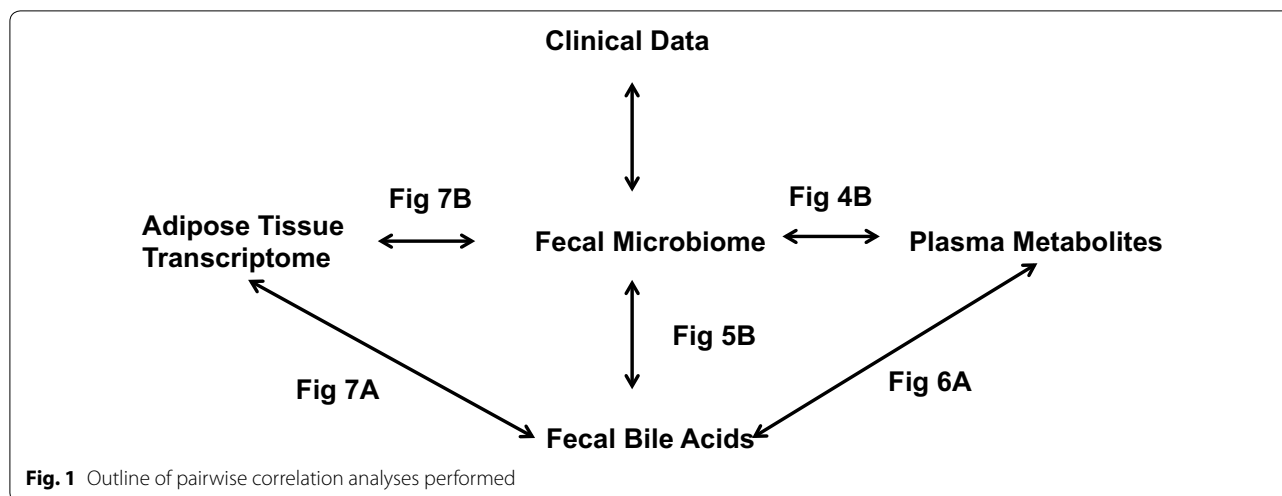 Clinical Data
Fig 7B
Fig 4B
Adipose Tissue
Transcriptome
Fecal Microbiome
Plasma Metabolites
Fig 5B
Fig 7A
Fig 6A
Fecal Bile Acids
Fig. 1 Outline of pairwise correlation analyses performed